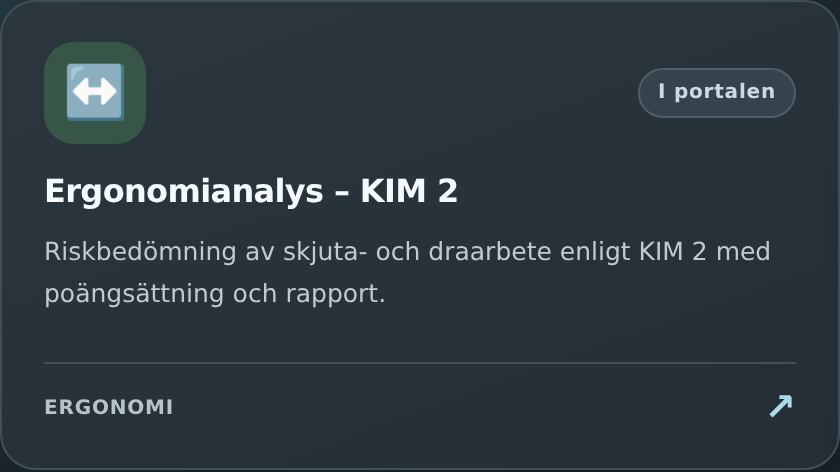 I portalen
Ergonomianalys – KIM 2
Riskbedömning av skjuta- och draarbete enligt KIM 2 med
poängsättning och rapport.
ERGONOMI